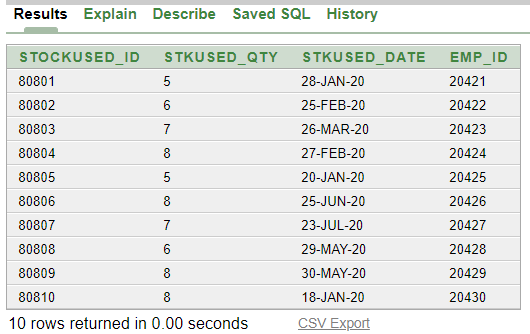 Results Explain Describe Saved SQL History
STOCKUSED_ID STKUSED_QTY STKUSED_DATE EMP_ID
80801 5 28-JAN-20 20421
80802 6 25-FEB-20 20422
80803 7 26-MAR-20 20423
80804 8 27-FEB-20 20424
80805 5 20-JAN-20 20425
80806 8 25-JUN-20 20426
80807 7 23-JUL-20 20427
80808 6 29-MAY-20 20428
80809 8 30-MAY-20 20429
80810 8 18-JAN-20 20430
10 rows returned in 0.00 seconds CSV Export